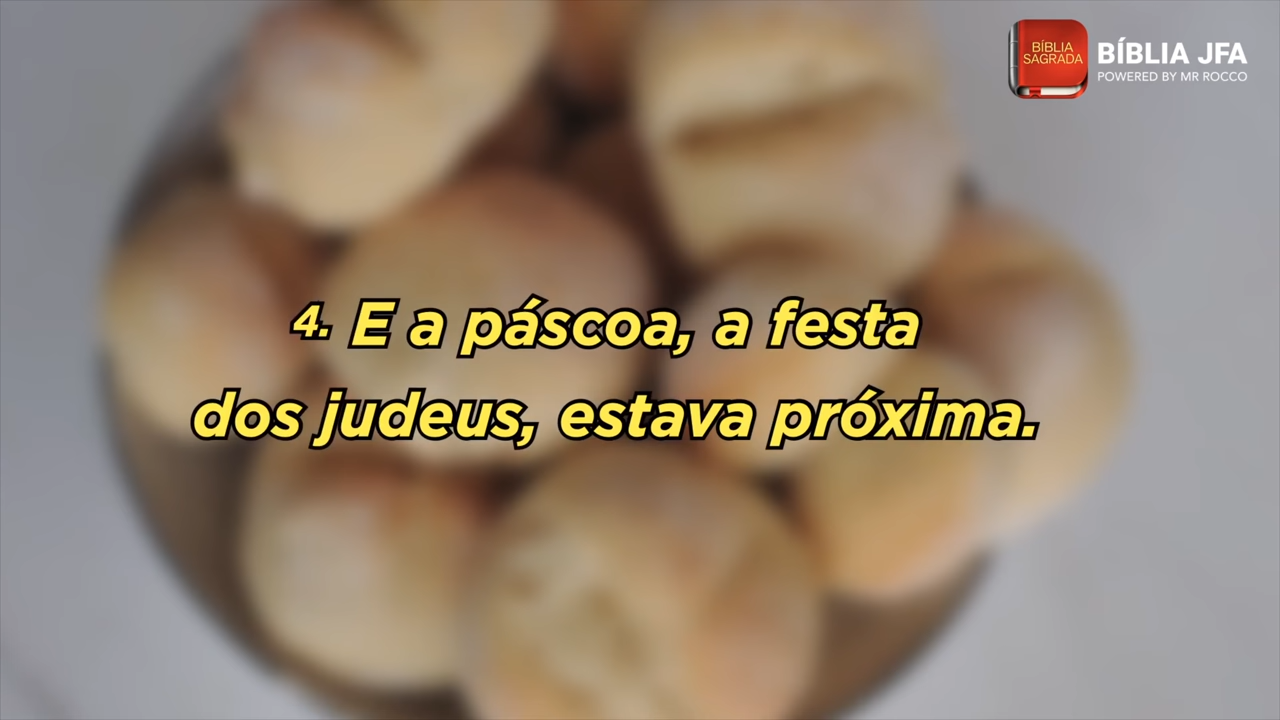 BÍBLIA
SAGRADA
BÍBLIA JFA
POWERED BY MR ROCCO
4. E a páscoa, a festa
dos judeus, estava próxima.